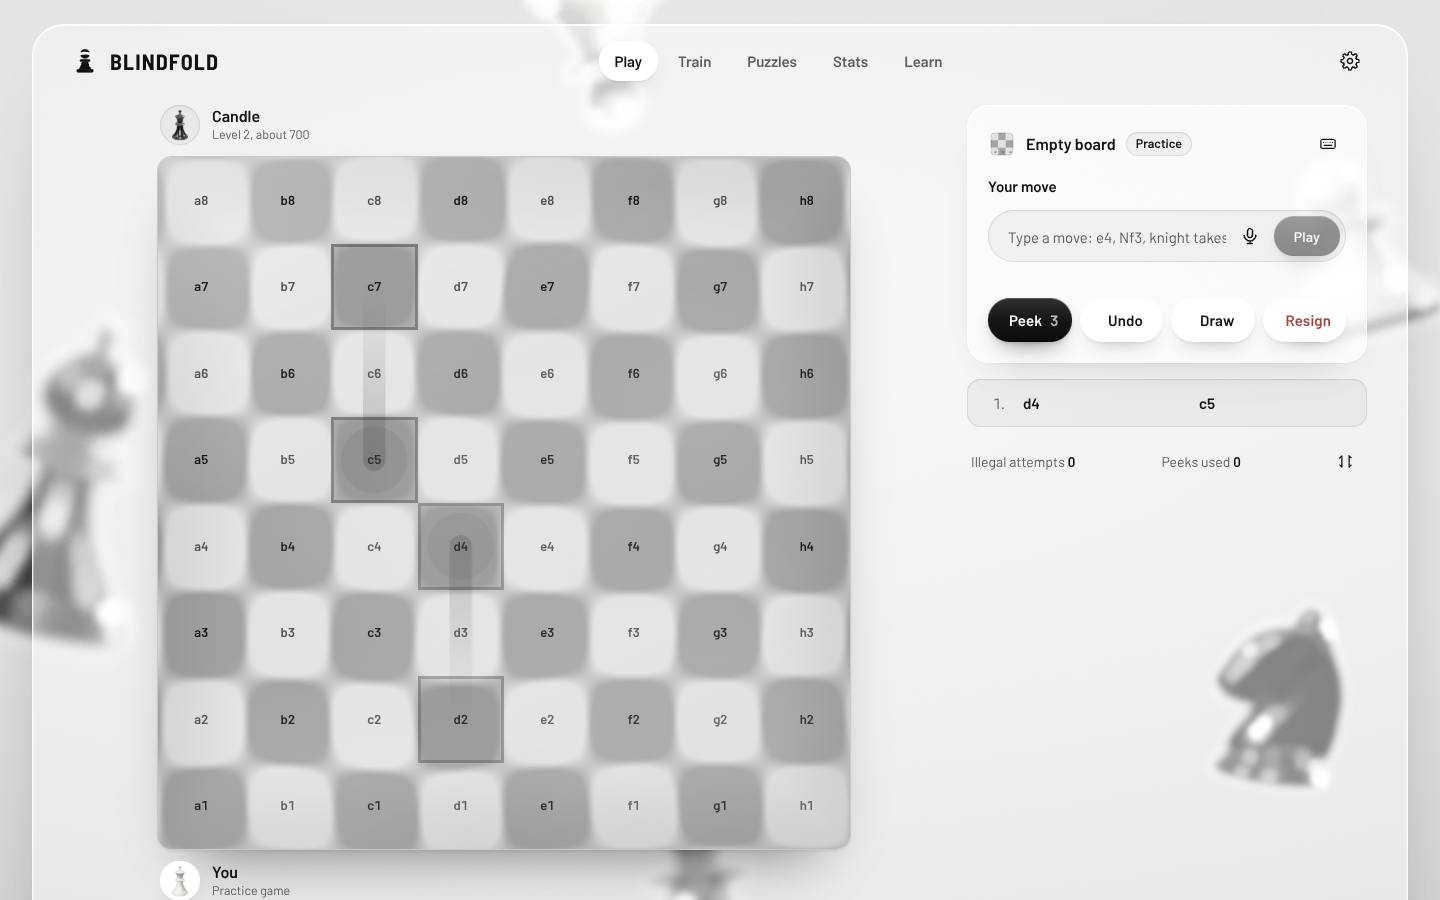 BLINDFOLD
Play Train Puzzles Stats Learn
Candle
Level 2, about 700
a8 b8 c8 d8 e8 f8 g8 h8
a7 b7 c7 d7 e7 f7 g7 h7
a6 b6 c6 d6 e6 f6 g6 h6
a5 b5 c5 d5 e5 f5 g5 h5
a4 b4 c4 d4 e4 f4 g4 h4
a3 b3 c3 d3 e3 f3 g3 h3
a2 b2 c2 d2 e2 f2 g2 h2
a1 b1 c1 d1 e1 f1 g1 h1
You
Practice game
Empty board Practice
Your move
Type a move: e4, Nf3, knight takes Play
Peek 3 Undo Draw Resign
1. d4 c5
Illegal attempts 0 Peeks used 0